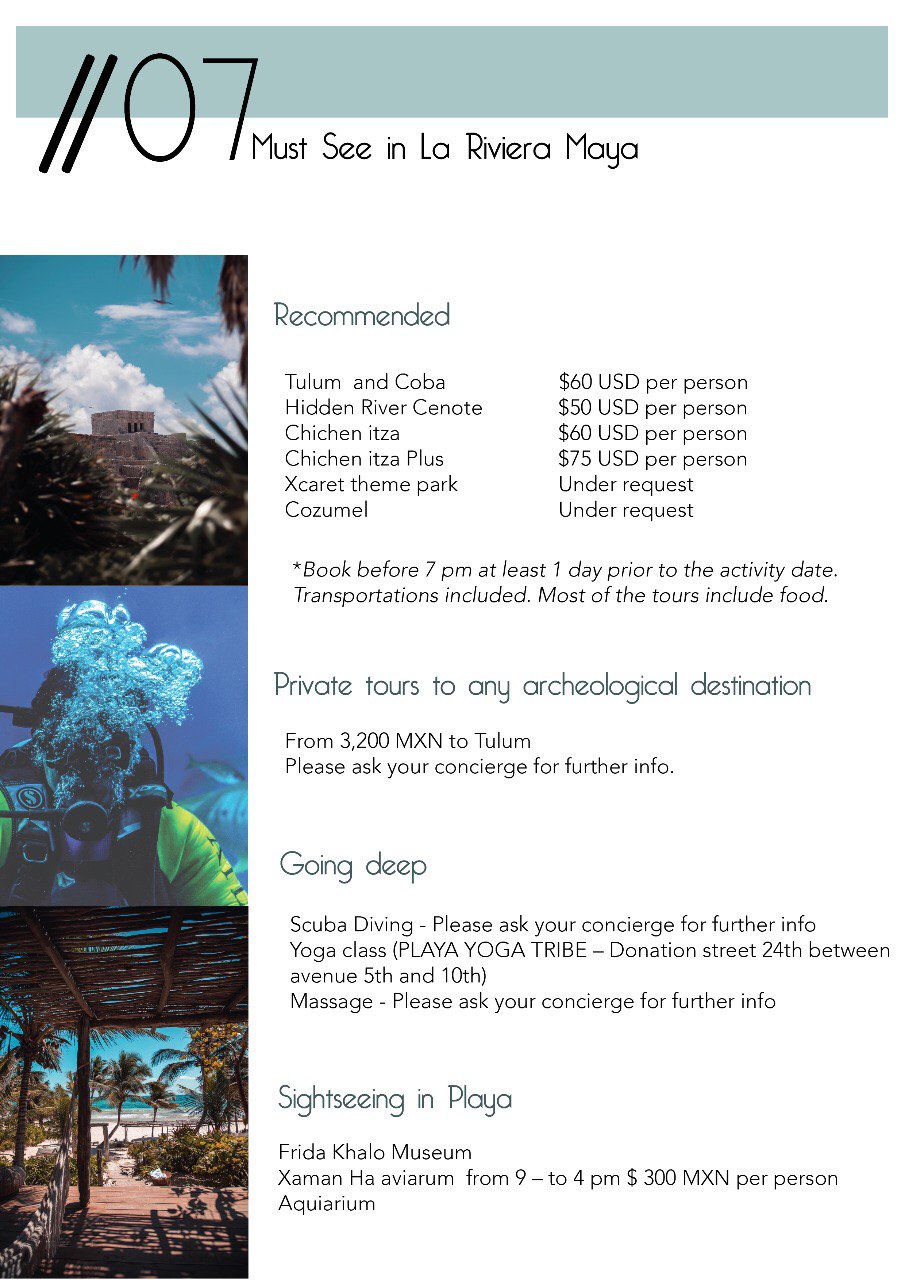 //07
Must See in La Riviera Maya
Recommended
Tulum and Coba $60 USD per person
Hidden River Cenote $50 USD per person
Chichen itza $60 USD per person
Chichen itza Plus $75 USD per person
Xcaret theme park Under request
Cozumel Under request
*Book before 7 pm at least 1 day prior to the activity date.
Transportations included. Most of the tours include food.
Private tours to any archeological destination
From 3,200 MXN to Tulum
Please ask your concierge for further info.
Going deep
Scuba Diving - Please ask your concierge for further info
Yoga class (PLAYA YOGA TRIBE – Donation street 24th between
avenue 5th and 10th)
Massage - Please ask your concierge for further info
Sightseeing in Playa
Frida Khalo Museum
Xaman Ha aviarum from 9 – to 4 pm $ 300 MXN per person
Aquiarium